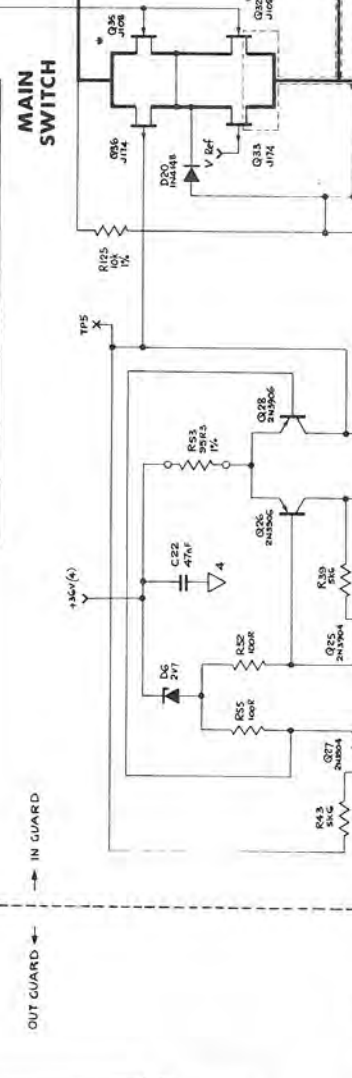 Q35
J108
Q32
J108
MAIN
SWITCH
Q36
J174
D20
1N4148
V Ref
Q33
J174
R125
10k
1%
TP5
R53
95R3
1%
Q28
2N3906
+36V(4)
C22
47nF
4
Q26
2N3906
D6
2V7
R52
100R
R39
5K6
R55
100R
Q25
2N3904
Q27
2N3904
R43
5K6
IN GUARD
OUT GUARD